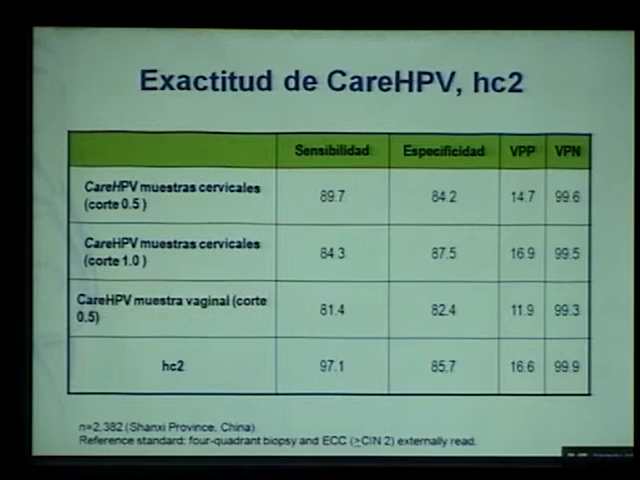 Exactitud de CareHPV, hc2
Sensibilidad Especificidad VPP VPN
CareHPV muestras cervicales
(corte 0.5 ) 89.7 84.2 14.7 99.6
CareHPV muestras cervicales
(corte 1.0 ) 84.3 87.5 16.9 99.5
CareHPV muestra vaginal (corte
0.5) 81.4 82.4 11.9 99.3
hc2 97.1 85.7 16.6 99.9
n=2,382 (Shanxi Province, China)
Reference standard: four-quadrant biopsy and ECC (≥CIN 2) externally read.